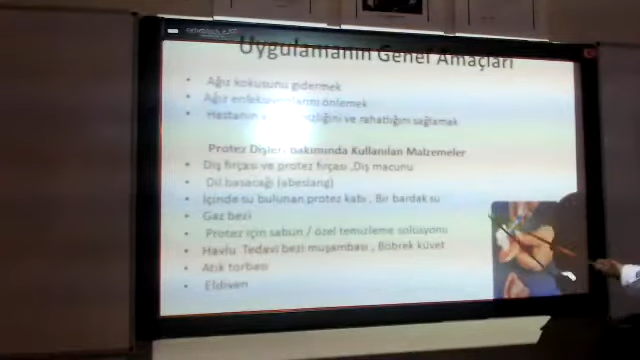 Uygulamanın Genel Amaçları
• Ağız kokusunu gidermek
• Ağız enfeksiyonlarını önlemek
• Hastanın ve rahatlığını sağlamak
Protez Dişleri Bakımında Kullanılan Malzemeler
• Diş fırçası ve protez fırçası ,Diş macunu
• Dil basacağı (abeslang)
• İçinde su bulunan protez kabı , Bir bardak su
• Gaz bezi
• Protez için sabun / özel temizleme solüsyonu
• Havlu Tedavi bezi muşambası , Böbrek küvet
• Atık torbası
• Eldiven